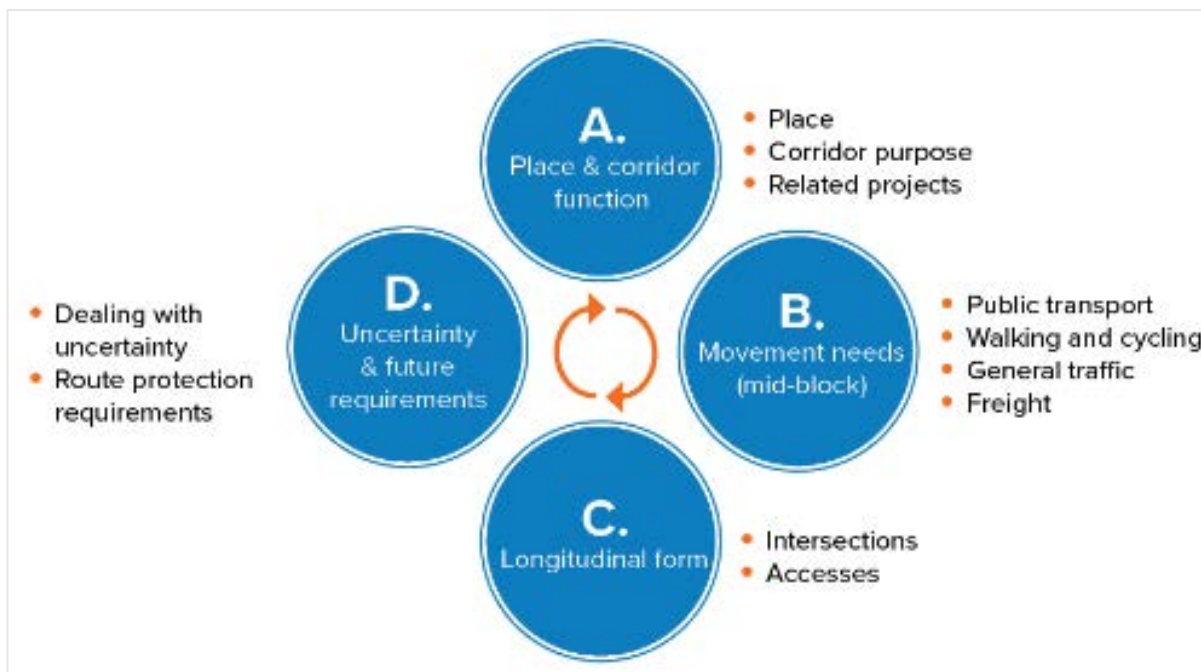 A.
Place & corridor
function
• Place
• Corridor purpose
• Related projects
B.
Movement needs
(mid-block)
• Public transport
• Walking and cycling
• General traffic
• Freight
C.
Longitudinal form
• Intersections
• Accesses
D.
Uncertainty
& future
requirements
• Dealing with
uncertainty
• Route protection
requirements